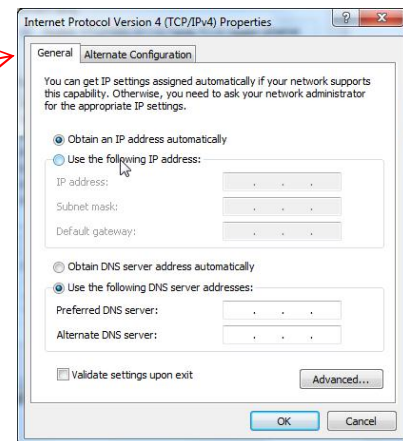 Internet Protocol Version 4 (TCP/IPv4) Properties
General
Alternate Configuration
You can get IP settings assigned automatically if your network supports
this capability. Otherwise, you need to ask your network administrator
for the appropriate IP settings.
Obtain an IP address automatically
Use the following IP address:
IP address:
Subnet mask:
Default gateway:
Obtain DNS server address automatically
Use the following DNS server addresses:
Preferred DNS server:
Alternate DNS server:
Validate settings upon exit
Advanced...
OK
Cancel